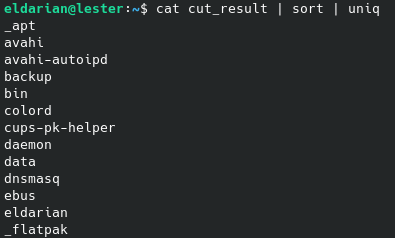 eldarian@lester:~$ cat cut_result | sort | uniq
_apt
avahi
avahi-autoipd
backup
bin
colord
cups-pk-helper
daemon
data
dnsmasq
ebus
eldarian
_flatpak